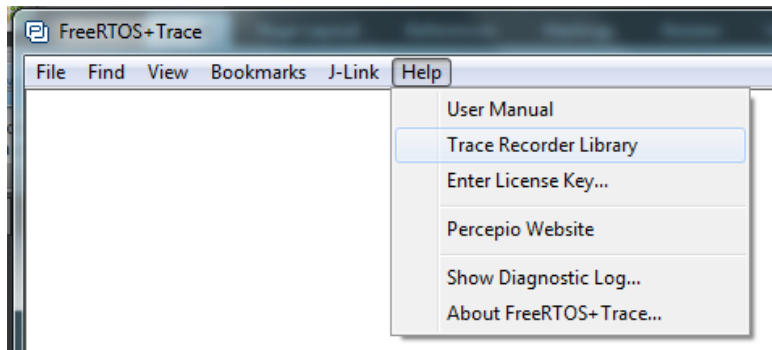 FreeRTOS+Trace
File Find View Bookmarks J-Link Help
User Manual
Trace Recorder Library
Enter License Key...
Percepio Website
Show Diagnostic Log...
About FreeRTOS+Trace...